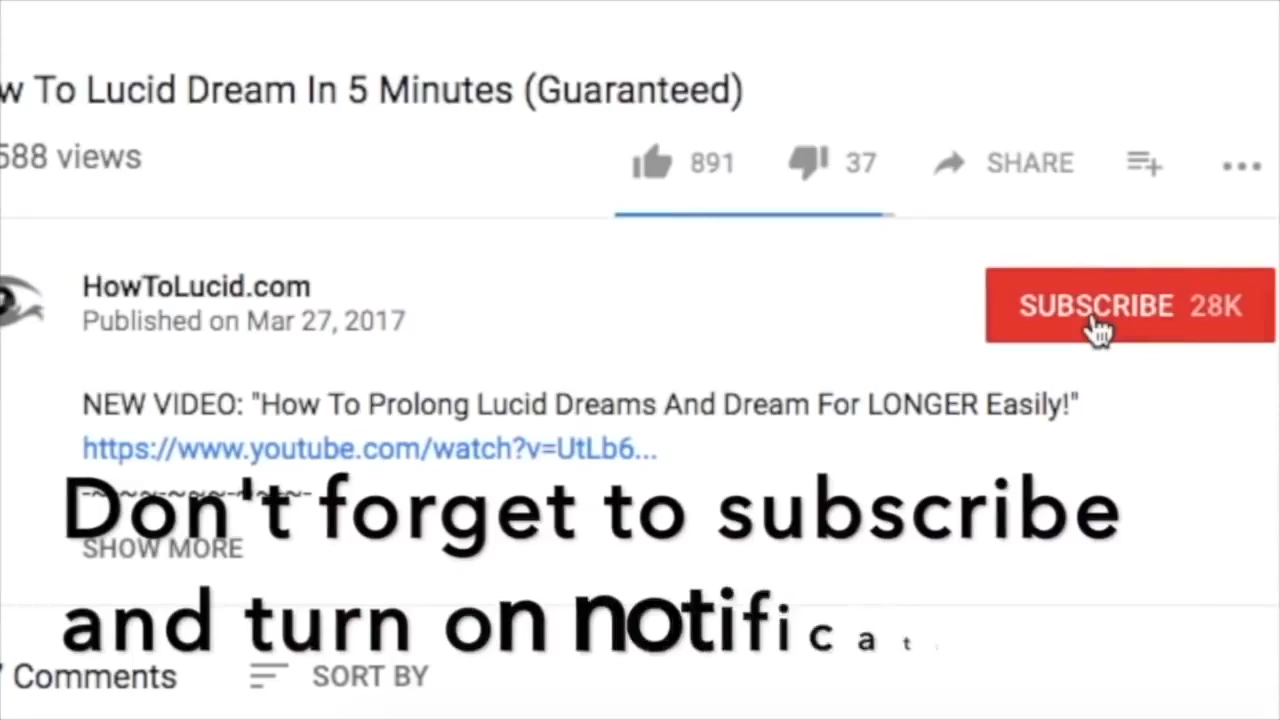 w To Lucid Dream In 5 Minutes (Guaranteed)
588 views
891 37 SHARE
HowToLucid.com
Published on Mar 27, 2017
SUBSCRIBE 28K
NEW VIDEO: "How To Prolong Lucid Dreams And Dream For LONGER Easily!"
https://www.youtube.com/watch?v=UtLb6...
Don't forget to subscribe
SHOW MORE
and turn on notificat
Comments SORT BY